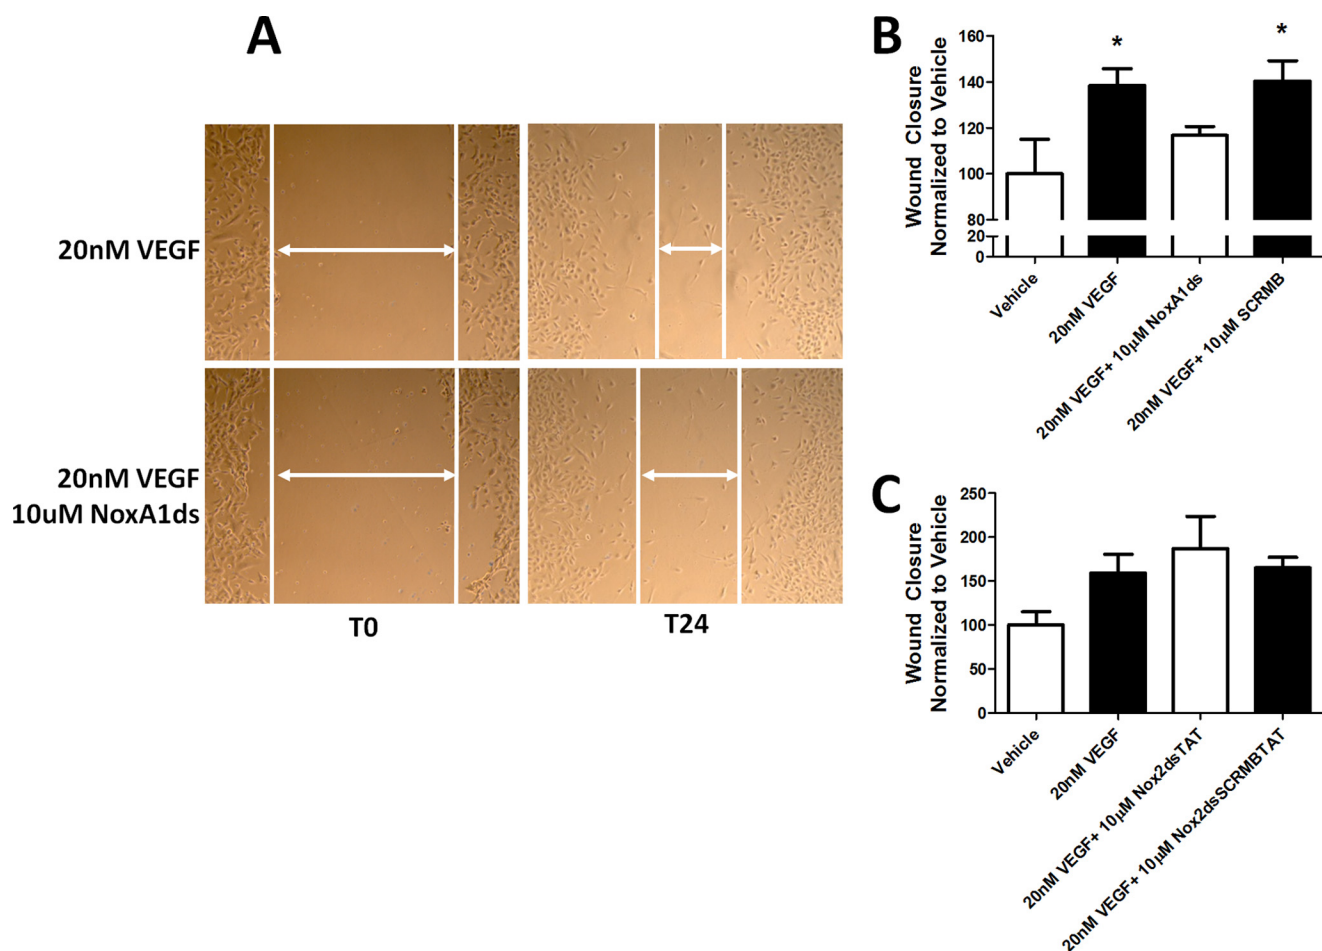 A
20nM VEGF
20nM VEGF
10uM NoxA1ds
T0
T24
B
Wound Closure
Normalized to Vehicle
160
140
120
100
80
20
0
*
*
Vehicle
20nM VEGF
20nM VEGF+ 10µM NoxA1ds
20nM VEGF+ 10µM SCRMB
C
Wound Closure
Normalized to Vehicle
250
200
150
100
50
0
Vehicle
20nM VEGF
20nM VEGF+ 10µM Nox2dsTAT
20nM VEGF+ 10µM Nox2dsSCRMBTAT